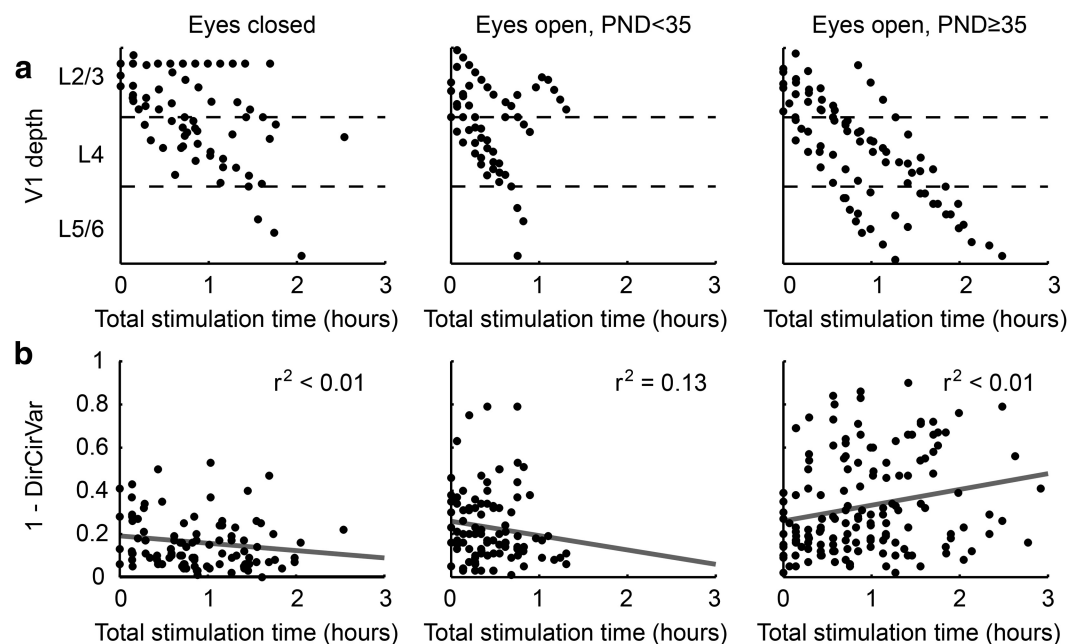 Eyes closed
Eyes open, PND<35
Eyes open, PND≥35
a
V1 depth
L2/3
L4
L5/6
0 1 2 3
0 1 2 3
0 1 2 3
Total stimulation time (hours)
Total stimulation time (hours)
Total stimulation time (hours)
b
1 - DirCirVar
1
0.8
0.6
0.4
0.2
0
r² < 0.01
r² = 0.13
r² < 0.01
0 1 2 3
0 1 2 3
0 1 2 3
Total stimulation time (hours)
Total stimulation time (hours)
Total stimulation time (hours)